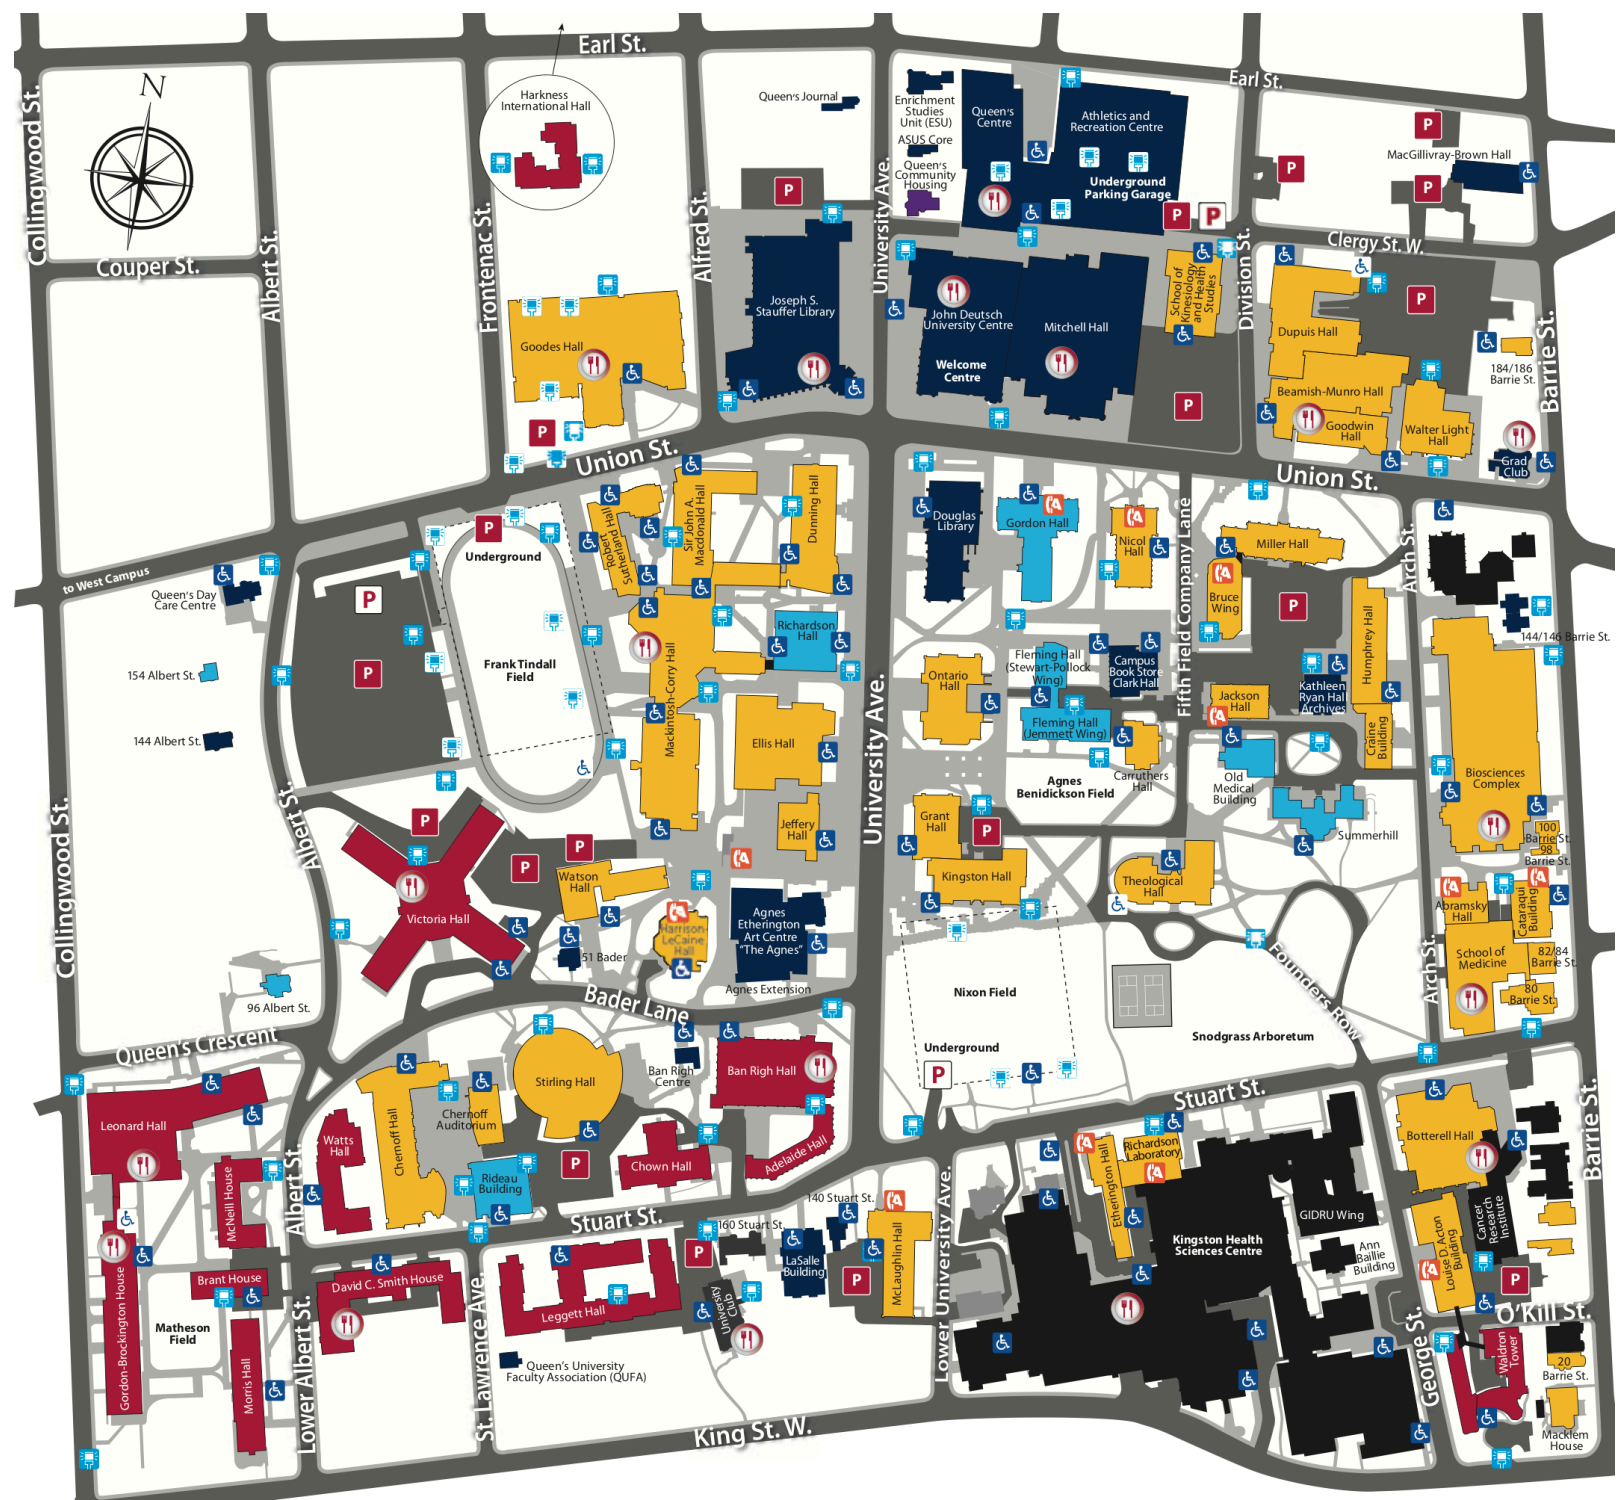 Earl St.
Earl St.
Collingwood St.
N
Harkness
International Hall
Queen's Journal
Enrichment
Studies
Unit (ESU)
ASUS Core
Queen's
Community
Housing
Queen's
Centre
Athletics and
Recreation Centre
Underground
Parking Garage
P
P
P
P
P
P
MacGillivray-Brown Hall
Couper St.
Albert St.
Frontenac St.
Alfred St.
University Ave.
Division St.
Clergy St. W.
Barrie St.
Goodes Hall
Joseph S.
Stauffer Library
John Deutsch
University Centre
Welcome
Centre
Mitchell Hall
School of
Kinesiology
and Health
Studies
Dupuis Hall
P
184/186
Barrie St.
Beamish-Munro Hall
Goodwin
Hall
Walter Light
Hall
Grad
Club
P
P
Union St.
Union St.
to West Campus
P
Underground
Robert
Sutherland Hall
Sir John A.
Macdonald Hall
Dunning Hall
Douglas
Library
Gordon Hall
Nicol
Hall
Fifth Field Company Lane
Miller Hall
Bruce
Wing
P
Arch St.
Queen's Day
Care Centre
P
P
154 Albert St.
144 Albert St.
Frank Tindall
Field
Richardson
Hall
Mackintosh-Corry Hall
Ellis Hall
Jeffery
Hall
Ontario
Hall
Fleming Hall
(Stewart-Pollock
Wing)
Campus
Book Store
Clark Hall
Fleming Hall
(Jemmett Wing)
Carruthers
Hall
Agnes
Benidickson Field
Jackson
Hall
Kathleen
Ryan Hall
Archives
Humphrey Hall
Craine
Building
Old
Medical
Building
Summerhill
144/146 Barrie St.
Biosciences
Complex
100
Barrie St.
98
Barrie St.
Collingwood St.
Albert St.
University Ave.
P
P
P
Victoria Hall
Watson
Hall
51 Bader
Harrison-
LeCaine
Hall
Agnes
Etherington
Art Centre
"The Agnes"
Agnes Extension
Grant
Hall
P
Kingston Hall
Theological
Hall
Abramsky
Hall
Cataraqui
Building
School of
Medicine
82/84
Barrie St.
80
Barrie St.
Arch St.
Founders Row
96 Albert St.
Bader Lane
Nixon Field
Underground
P
Snodgrass Arboretum
Queen's Crescent
Stuart St.
Leonard Hall
Watts
Hall
Chernoff Hall
Chernoff
Auditorium
Stirling Hall
Ban Righ
Centre
Ban Righ Hall
Adelaide Hall
Chown Hall
Rideau
Building
P
McNeill House
Albert St.
Gordon-Brockington House
Brant House
Matheson
Field
Morris Hall
Lower Albert St.
David C. Smith House
St. Lawrence Ave.
Stuart St.
Leggett Hall
P
160 Stuart St.
140 Stuart St.
University
Club
LaSalle
Building
P
McLaughlin Hall
Lower University Ave.
Queen's University
Faculty Association (QUFA)
King St. W.
Etherington Hall
Richardson
Laboratory
Kingston Health
Sciences Centre
GIDRU Wing
Ann
Baillie
Building
Botterell Hall
Cancer
Research
Institute
Louise D. Acton
Building
P
Barrie St.
O'Kill St.
George St.
Waldron
Tower
20
Barrie St.
Macklem
House